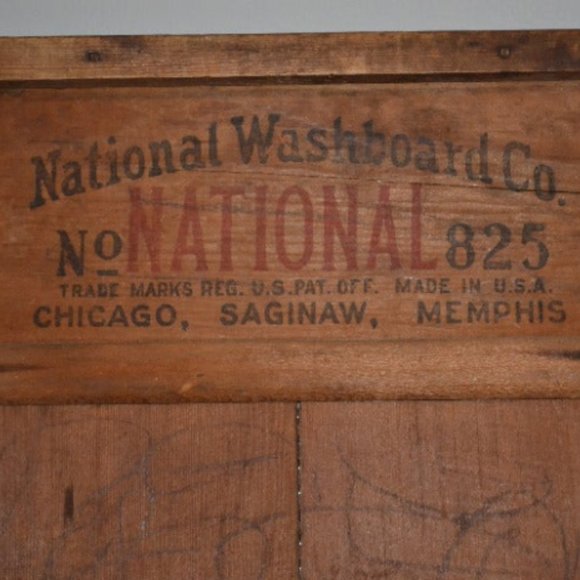 National Washboard Co.
No NATIONAL 825
TRADE MARKS REG. U.S. PAT. OFF. MADE IN U.S.A.
CHICAGO, SAGINAW, MEMPHIS